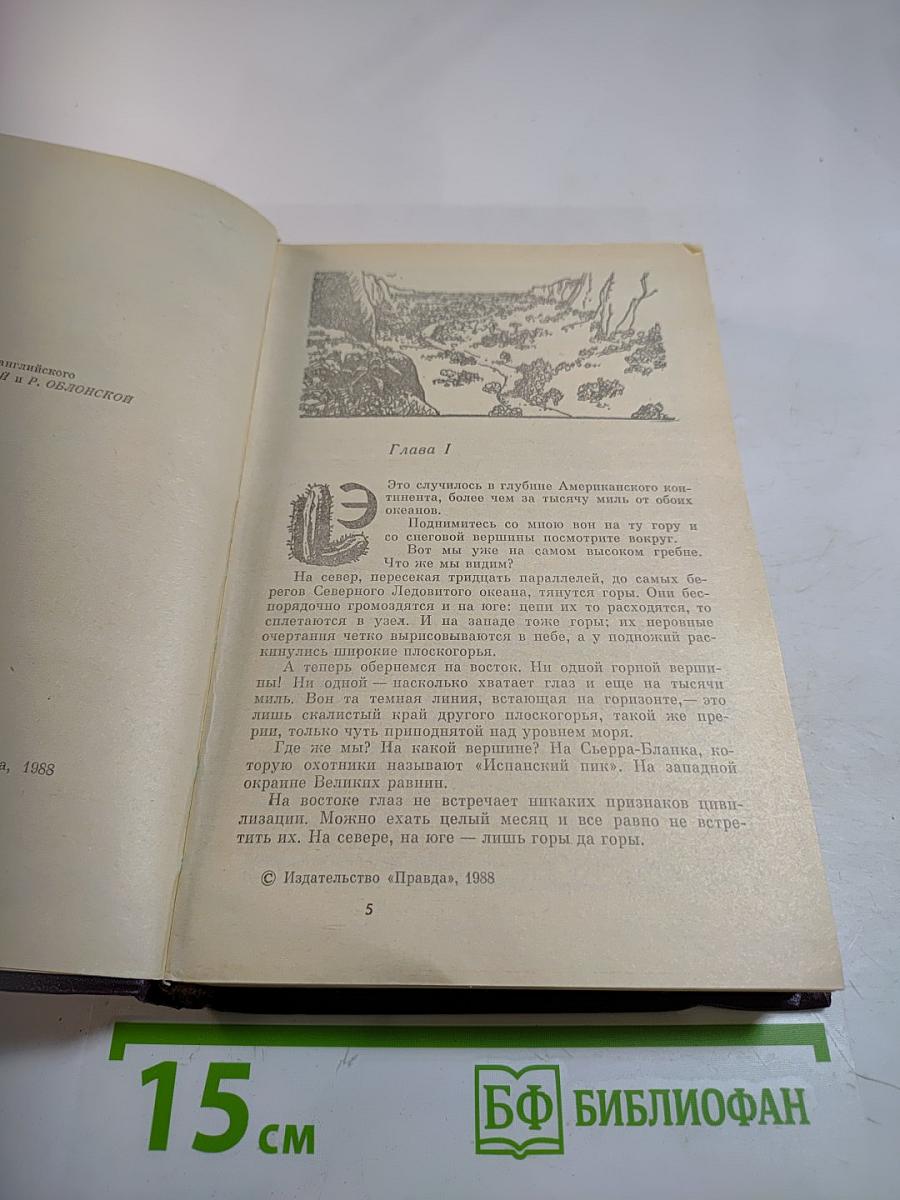 английского
Й и Р. ОБЛОНСКОЙ
а, 1988
Глава I
Это случилось в глубине Американского кон-
тинента, более чем за тысячу миль от обоих
океанов.
Поднимитесь со мною вон на ту гору и
со снеговой вершины посмотрите вокруг.
Вот мы уже на самом высоком гребне.
Что же мы видим?
На север, пересекая тридцать параллелей, до самых бе-
регов Северного Ледовитого океана, тянутся горы. Они бес-
порядочно громоздятся и на юге: цепи их то расходятся, то
сплетаются в узел. И на западе тоже горы; их неровные
очертания четко вырисовываются в небе, а у подножий рас-
кинулись широкие плоскогорья.
А теперь обернемся на восток. Ни одной горной верши-
ны! Ни одной — насколько хватает глаз и еще на тысячи
миль. Вон та темная линия, встающая на горизонте,— это
лишь скалистый край другого плоскогорья, такой же пре-
рии, только чуть приподнятой над уровнем моря.
Где же мы? На какой вершине? На Сьерра-Бланка, ко-
торую охотники называют «Испанский пик». На западной
окраине Великих равнин.
На востоке глаз не встречает никаких признаков циви-
лизации. Можно ехать целый месяц и все равно не встре-
тить их. На севере, на юге — лишь горы да горы.
© Издательство «Правда», 1988
5
15 см
БФ БИБЛИОФАН